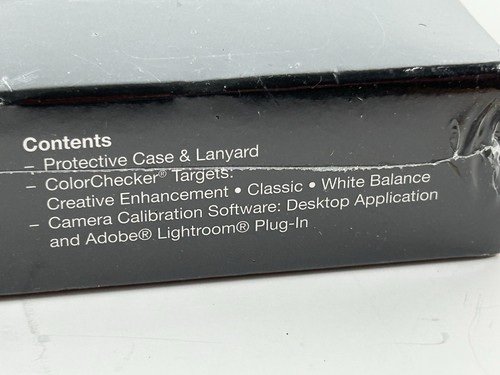 Contents
– Protective Case & Lanyard
– ColorChecker® Targets:
Creative Enhancement • Classic • White Balance
– Camera Calibration Software: Desktop Application
and Adobe® Lightroom® Plug-In